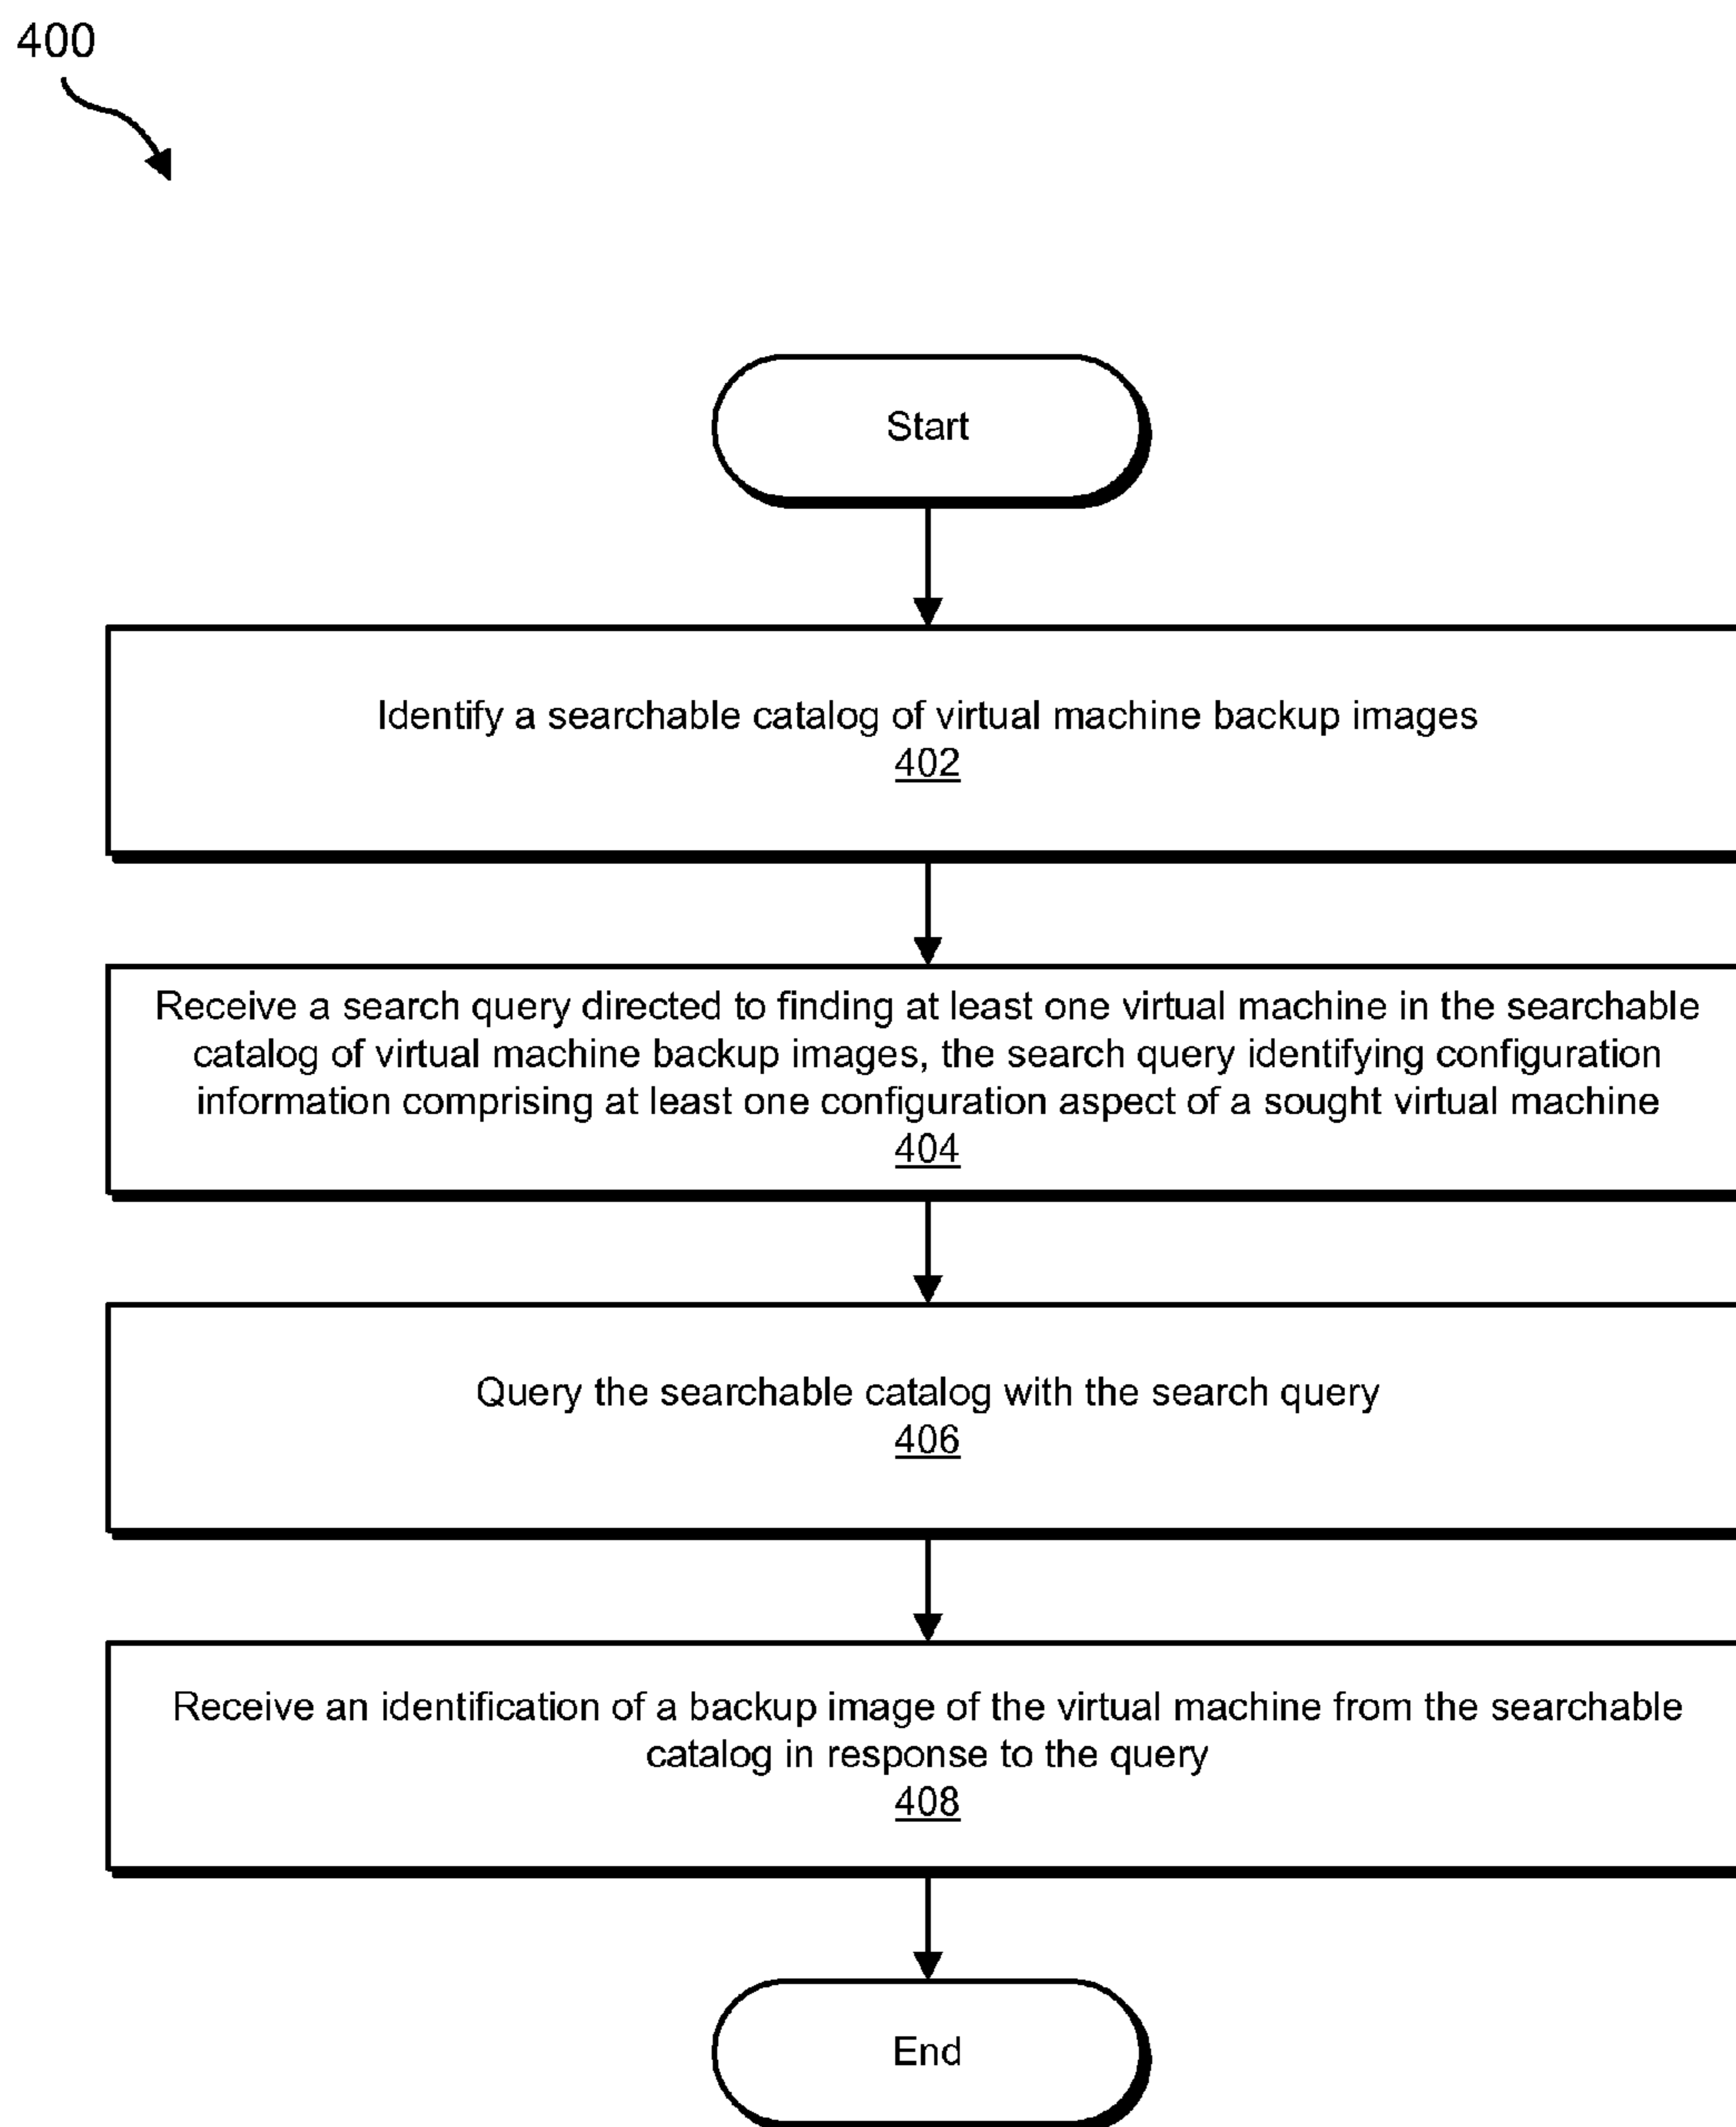 400
Start
Identify a searchable catalog of virtual machine backup images
402
Receive a search query directed to finding at least one virtual machine in the searchable
catalog of virtual machine backup images, the search query identifying configuration
information comprising at least one configuration aspect of a sought virtual machine
404
Query the searchable catalog with the search query
406
Receive an identification of a backup image of the virtual machine from the searchable
catalog in response to the query
408
End